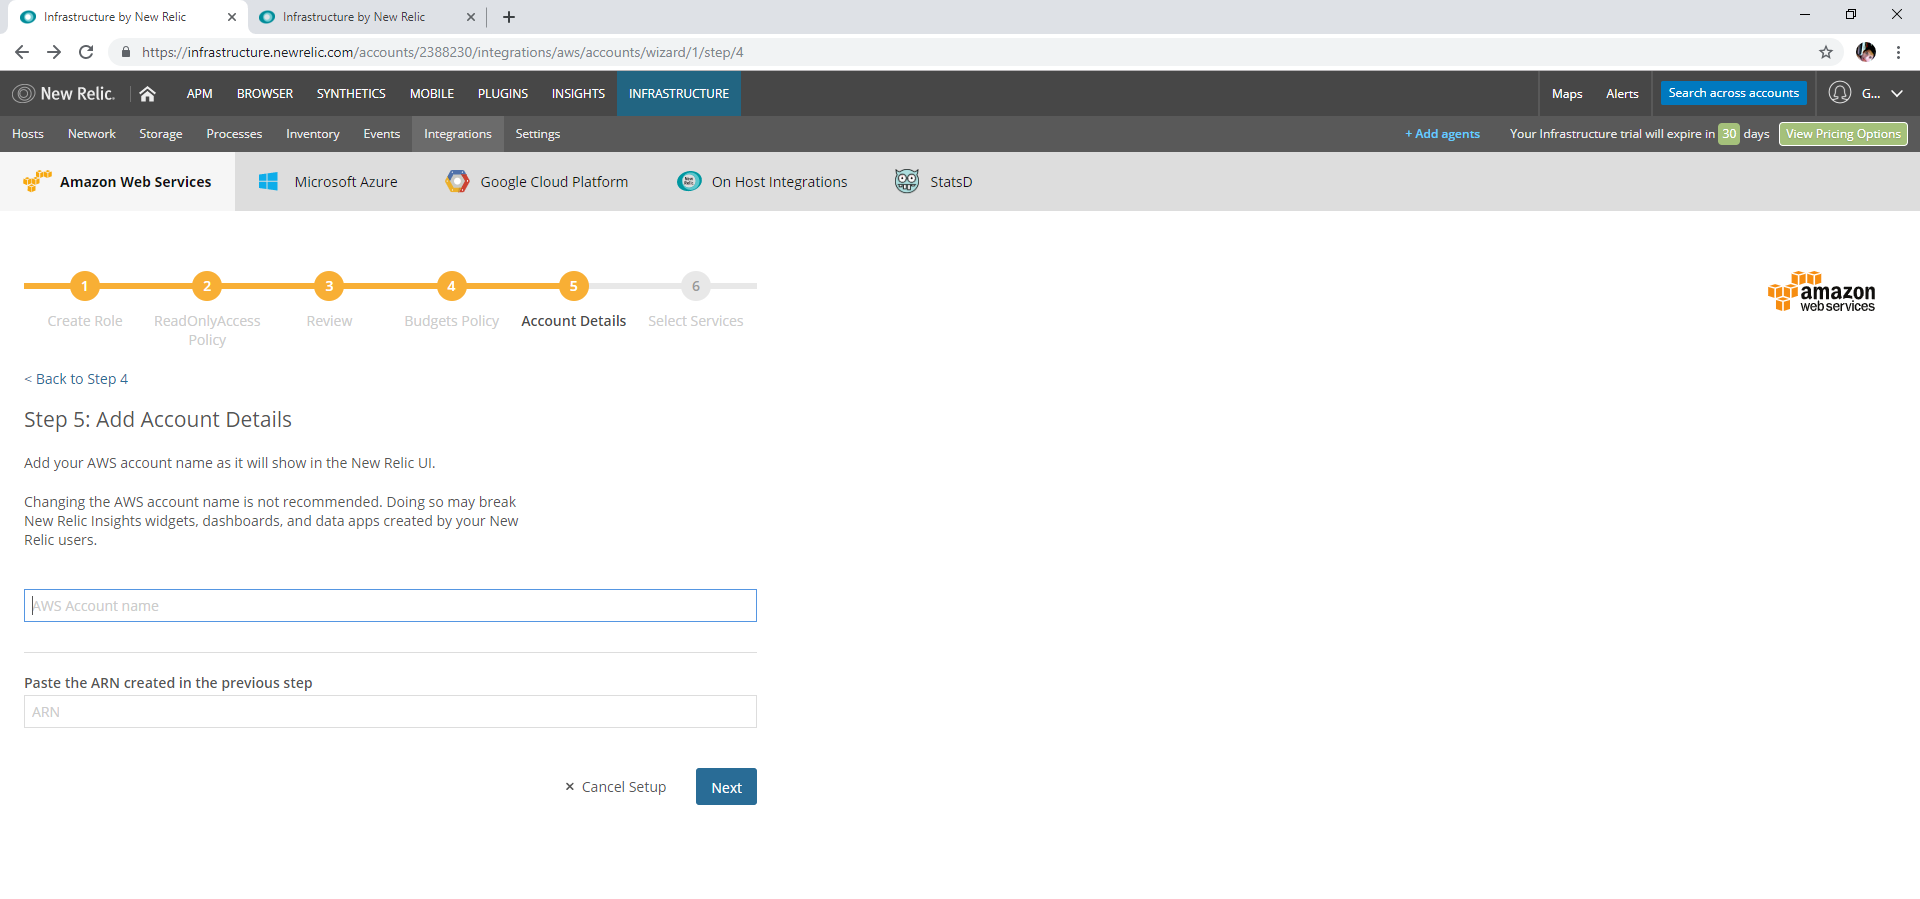 Infrastructure by New Relic
Infrastructure by New Relic
https://infrastructure.newrelic.com/accounts/2388230/integrations/aws/accounts/wizard/1/step/4
New Relic.
APM BROWSER SYNTHETICS MOBILE PLUGINS INSIGHTS INFRASTRUCTURE
Maps Alerts Search across accounts G...
Hosts Network Storage Processes Inventory Events Integrations Settings
+ Add agents Your Infrastructure trial will expire in 30 days View Pricing Options
Amazon Web Services Microsoft Azure Google Cloud Platform On Host Integrations StatsD
1 2 3 4 5 6
Create Role ReadOnlyAccess Review Budgets Policy Account Details Select Services
Policy
amazon
webservices
< Back to Step 4
Step 5: Add Account Details
Add your AWS account name as it will show in the New Relic UI.
Changing the AWS account name is not recommended. Doing so may break
New Relic Insights widgets, dashboards, and data apps created by your New
Relic users.
AWS Account name
Paste the ARN created in the previous step
ARN
× Cancel Setup Next